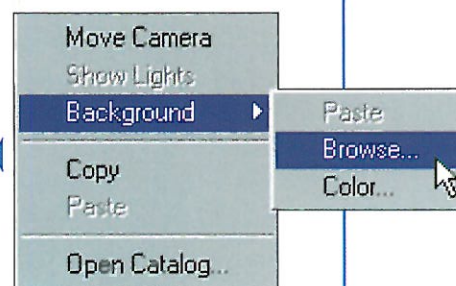 Move Camera
Show Lights
Background
Copy
Paste
Open Catalog...
Paste
Browse...
Color...